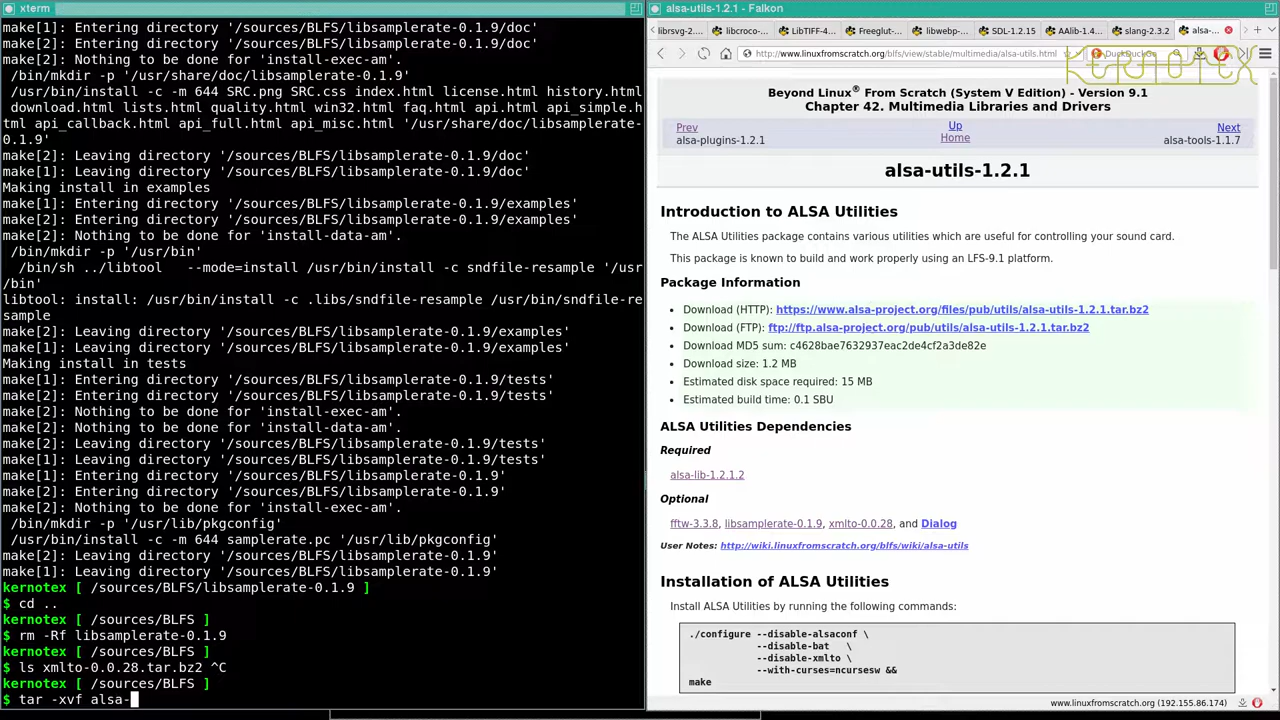 xterm
make[1]: Entering directory '/sources/BLFS/libsamplerate-0.1.9/doc'
make[2]: Entering directory '/sources/BLFS/libsamplerate-0.1.9/doc'
make[2]: Nothing to be done for 'install-exec-am'.
/bin/mkdir -p '/usr/share/doc/libsamplerate-0.1.9'
/usr/bin/install -c -m 644 SRC.png SRC.css index.html license.html history.html
download.html lists.html quality.html win32.html faq.html api.html api_simple.h
tml api_callback.html api_full.html api_misc.html '/usr/share/doc/libsamplerate-
0.1.9'
make[2]: Leaving directory '/sources/BLFS/libsamplerate-0.1.9/doc'
make[1]: Leaving directory '/sources/BLFS/libsamplerate-0.1.9/doc'
Making install in examples
make[1]: Entering directory '/sources/BLFS/libsamplerate-0.1.9/examples'
make[2]: Entering directory '/sources/BLFS/libsamplerate-0.1.9/examples'
make[2]: Nothing to be done for 'install-data-am'.
/bin/mkdir -p '/usr/bin'
/bin/sh ../libtool   --mode=install /usr/bin/install -c sndfile-resample '/usr
/bin'
libtool: install: /usr/bin/install -c .libs/sndfile-resample /usr/bin/sndfile-re
sample
make[2]: Leaving directory '/sources/BLFS/libsamplerate-0.1.9/examples'
make[1]: Leaving directory '/sources/BLFS/libsamplerate-0.1.9/examples'
Making install in tests
make[1]: Entering directory '/sources/BLFS/libsamplerate-0.1.9/tests'
make[2]: Entering directory '/sources/BLFS/libsamplerate-0.1.9/tests'
make[2]: Nothing to be done for 'install-exec-am'.
make[2]: Nothing to be done for 'install-data-am'.
make[2]: Leaving directory '/sources/BLFS/libsamplerate-0.1.9/tests'
make[1]: Leaving directory '/sources/BLFS/libsamplerate-0.1.9/tests'
make[1]: Entering directory '/sources/BLFS/libsamplerate-0.1.9'
make[2]: Entering directory '/sources/BLFS/libsamplerate-0.1.9'
make[2]: Nothing to be done for 'install-exec-am'.
/bin/mkdir -p '/usr/lib/pkgconfig'
/usr/bin/install -c -m 644 samplerate.pc '/usr/lib/pkgconfig'
make[2]: Leaving directory '/sources/BLFS/libsamplerate-0.1.9'
make[1]: Leaving directory '/sources/BLFS/libsamplerate-0.1.9'
kernotex [ /sources/BLFS/libsamplerate-0.1.9 ]
$ cd ..
kernotex [ /sources/BLFS ]
$ rm -Rf libsamplerate-0.1.9
kernotex [ /sources/BLFS ]
$ ls xmlto-0.0.28.tar.bz2 ^C
kernotex [ /sources/BLFS ]
$ tar -xvf alsa-
alsa-utils-1.2.1 - Falkon
librsvg-2.... libcroco-... LibTIFF-4.... Freeglut-... libwebp-... SDL-1.2.15 AAlib-1.4... slang-2.3.2 alsa-...
http://www.linuxfromscratch.org/blfs/view/stable/multimedia/alsa-utils.html DuckDuckGo
KERNOTEX
Beyond Linux® From Scratch (System V Edition) - Version 9.1
Chapter 42. Multimedia Libraries and Drivers
Prev Up Next
alsa-plugins-1.2.1 Home alsa-tools-1.1.7
alsa-utils-1.2.1
Introduction to ALSA Utilities
The ALSA Utilities package contains various utilities which are useful for controlling your sound card.
This package is known to build and work properly using an LFS-9.1 platform.
Package Information
• Download (HTTP): https://www.alsa-project.org/files/pub/utils/alsa-utils-1.2.1.tar.bz2
• Download (FTP): ftp://ftp.alsa-project.org/pub/utils/alsa-utils-1.2.1.tar.bz2
• Download MD5 sum: c4628bae7632937eac2de4cf2a3de82e
• Download size: 1.2 MB
• Estimated disk space required: 15 MB
• Estimated build time: 0.1 SBU
ALSA Utilities Dependencies
Required
alsa-lib-1.2.1.2
Optional
fftw-3.3.8, libsamplerate-0.1.9, xmlto-0.0.28, and Dialog
User Notes: http://wiki.linuxfromscratch.org/blfs/wiki/alsa-utils
Installation of ALSA Utilities
Install ALSA Utilities by running the following commands:
./configure --disable-alsaconf \
--disable-bat   \
--disable-xmlto \
--with-curses=ncursesw &&
make
www.linuxfromscratch.org (192.155.86.174)